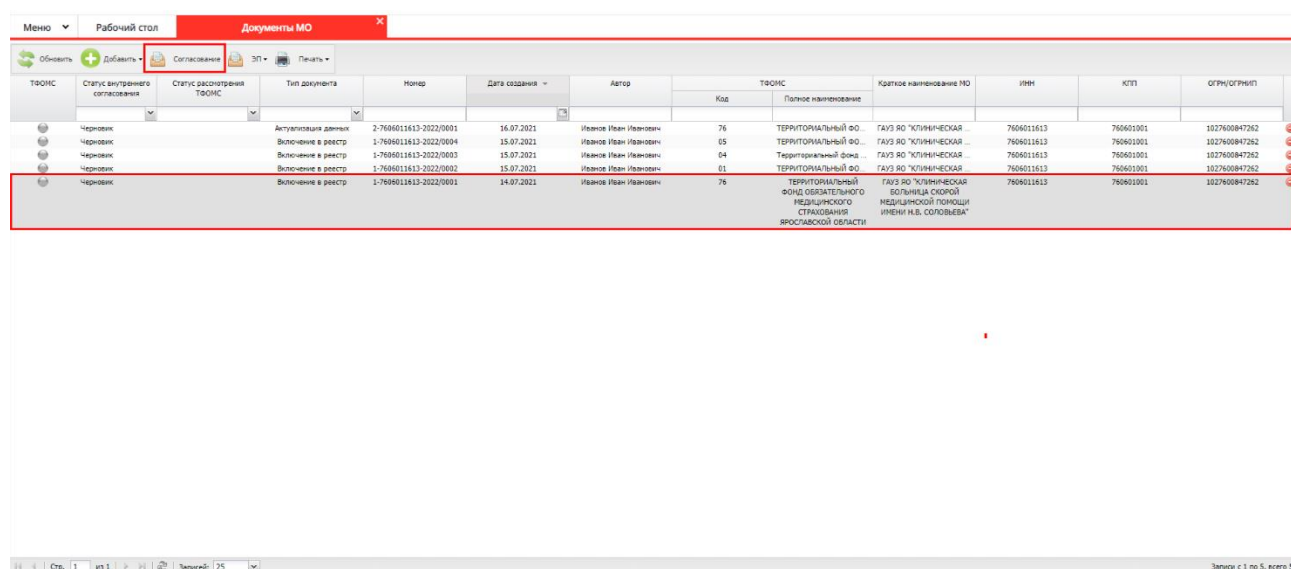 Меню Рабочий стол Документы МО
Обновить Добавить Согласование ЭП Печать
ТФОМС Статус внутреннего согласования Статус рассмотрения ТФОМС Тип документа Номер Дата создания Автор ТФОМС Краткое наименование МО ИНН КПП ОГРН/ОГРНИП
Код Полное наименование
Черновик Актуализация данных 2-7606011613-2022/0001 16.07.2021 Иванов Иван Иванович 76 ТЕРРИТОРИАЛЬНЫЙ ФО... ГАУЗ ЯО "КЛИНИЧЕСКАЯ ... 7606011613 760601001 1027600847262
Черновик Включение в реестр 1-7606011613-2022/0004 15.07.2021 Иванов Иван Иванович 05 ТЕРРИТОРИАЛЬНЫЙ ФО... ГАУЗ ЯО "КЛИНИЧЕСКАЯ ... 7606011613 760601001 1027600847262
Черновик Включение в реестр 1-7606011613-2022/0003 15.07.2021 Иванов Иван Иванович 04 Территориальный фонд ... ГАУЗ ЯО "КЛИНИЧЕСКАЯ ... 7606011613 760601001 1027600847262
Черновик Включение в реестр 1-7606011613-2022/0002 15.07.2021 Иванов Иван Иванович 01 ТЕРРИТОРИАЛЬНЫЙ ФО... ГАУЗ ЯО "КЛИНИЧЕСКАЯ ... 7606011613 760601001 1027600847262
Черновик Включение в реестр 1-7606011613-2022/0001 14.07.2021 Иванов Иван Иванович 76 ТЕРРИТОРИАЛЬНЫЙ ГАУЗ ЯО "КЛИНИЧЕСКАЯ 7606011613 760601001 1027600847262
ФОНД ОБЯЗАТЕЛЬНОГО БОЛЬНИЦА СКОРОЙ
МЕДИЦИНСКОГО МЕДИЦИНСКОЙ ПОМОЩИ
СТРАХОВАНИЯ ИМЕНИ Н.В. СОЛОВЬЕВА"
ЯРОСЛАВСКОЙ ОБЛАСТИ
Стр. 1 из 1 Записей: 25 Записи с 1 по 5, всего 5